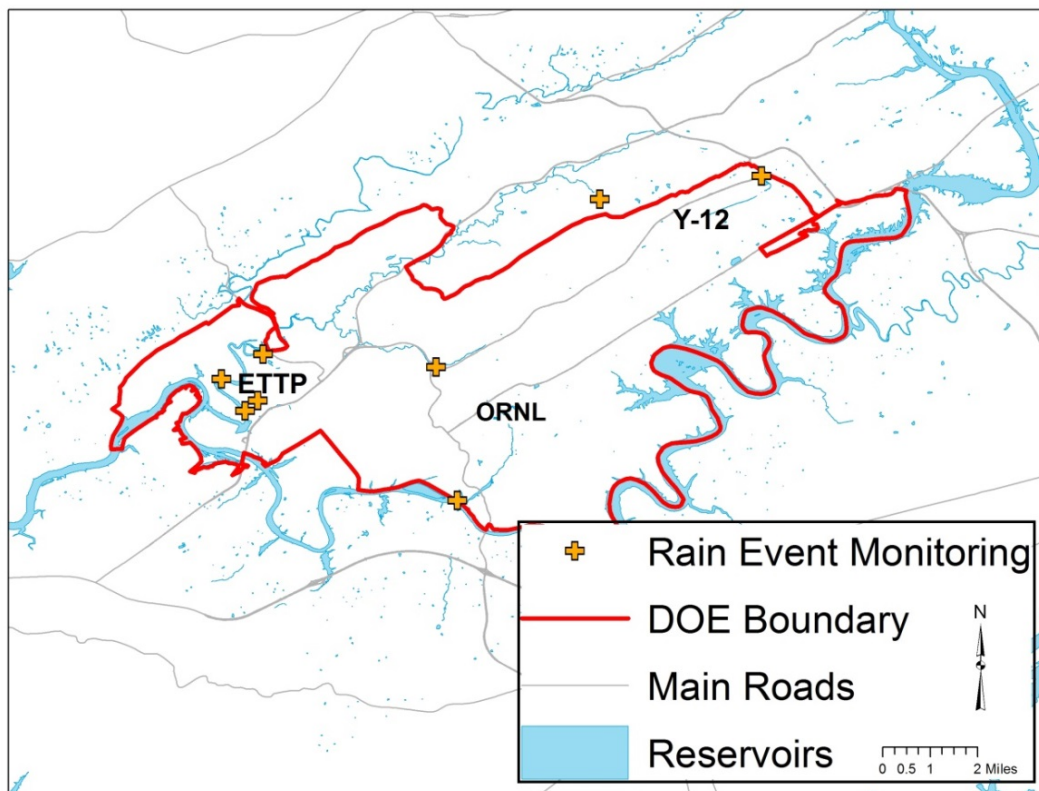 Y-12
ETTP
ORNL
Rain Event Monitoring
DOE Boundary
Main Roads
Reservoirs
N
0 0.5 1 2 Miles